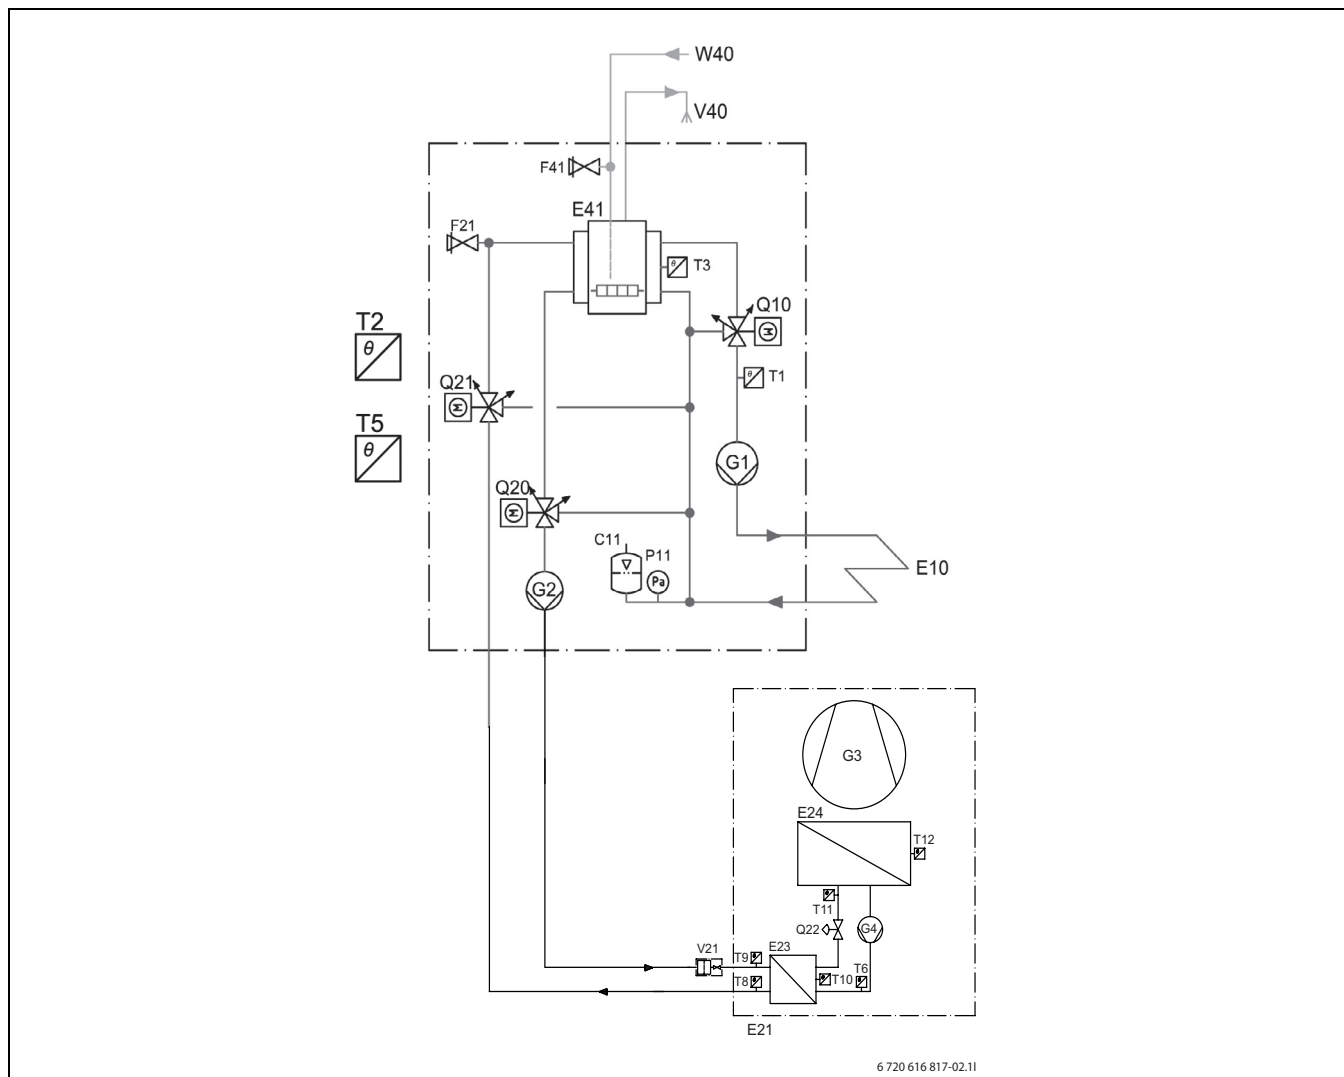 W40
V40
F41
E41
F21
θ
T3
Q10
M
T2
θ
θ
T1
Q21
M
T5
θ
G1
Q20
M
C11
P11
Pa
E10
G2
G3
E24
T12
T11
Q22
G4
V21
T9
E23
T6
T8
T10
E21
6 720 616 817-02.1I